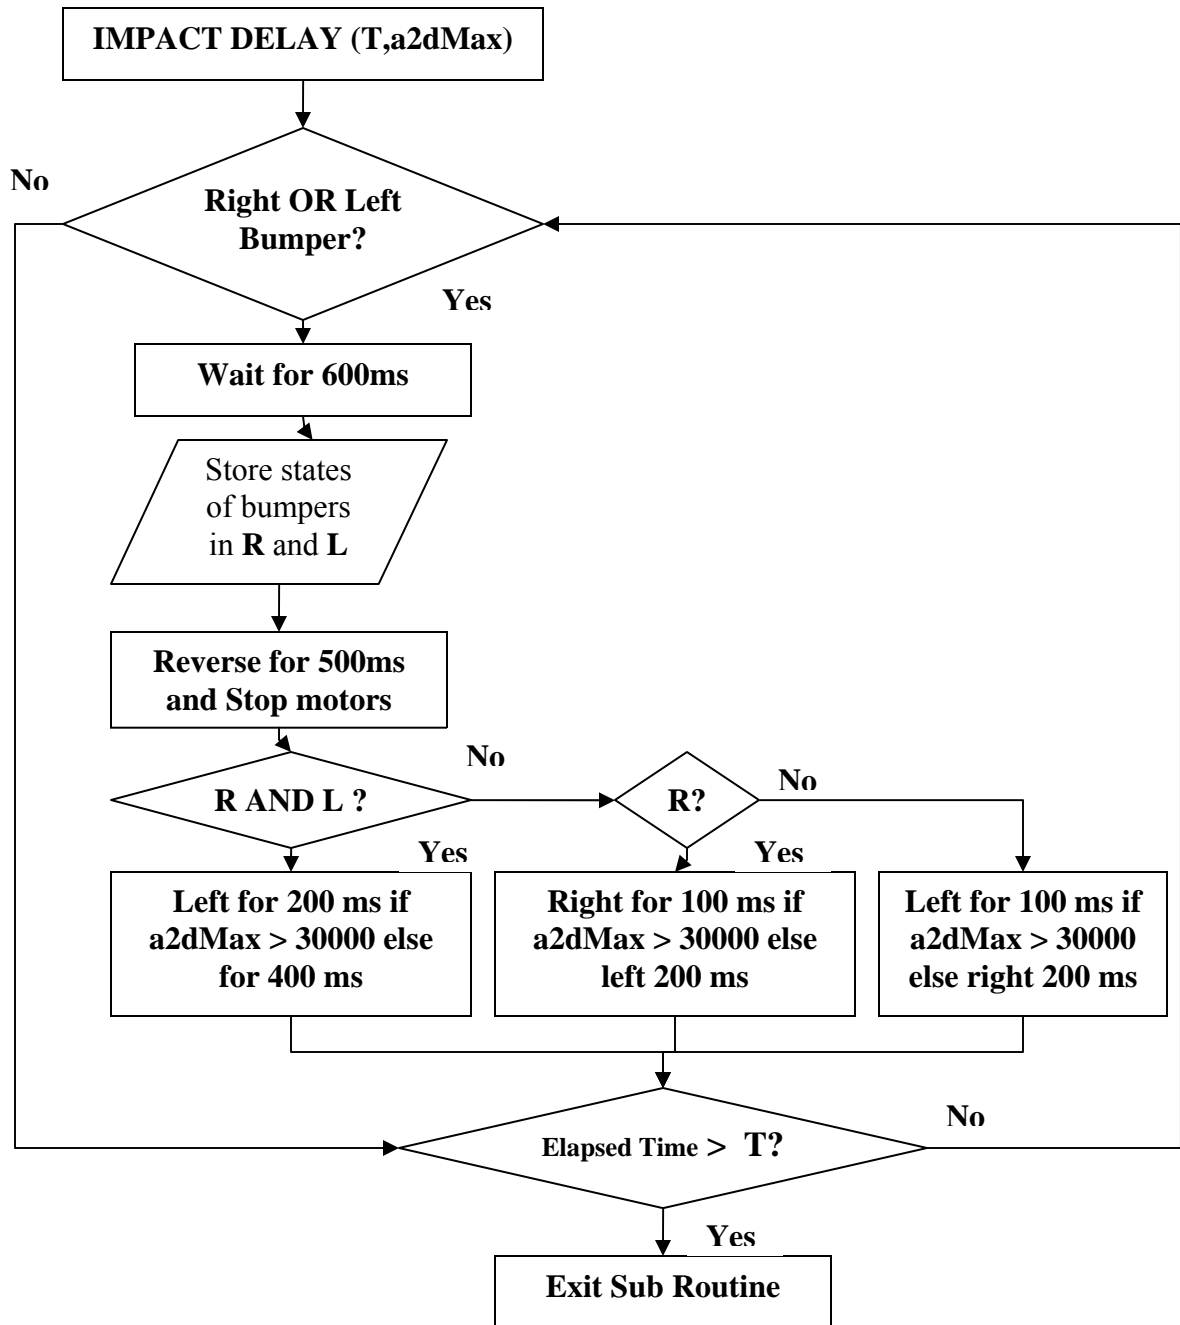 IMPACT DELAY (T,a2dMax)
No
Right OR Left
Bumper?
Yes
Wait for 600ms
Store states
of bumpers
in R and L
Reverse for 500ms
and Stop motors
R AND L ?
No
R?
No
Yes
Yes
Left for 200 ms if
a2dMax > 30000 else
for 400 ms
Right for 100 ms if
a2dMax > 30000 else
left 200 ms
Left for 100 ms if
a2dMax > 30000
else right 200 ms
Elapsed Time > T?
No
Yes
Exit Sub Routine